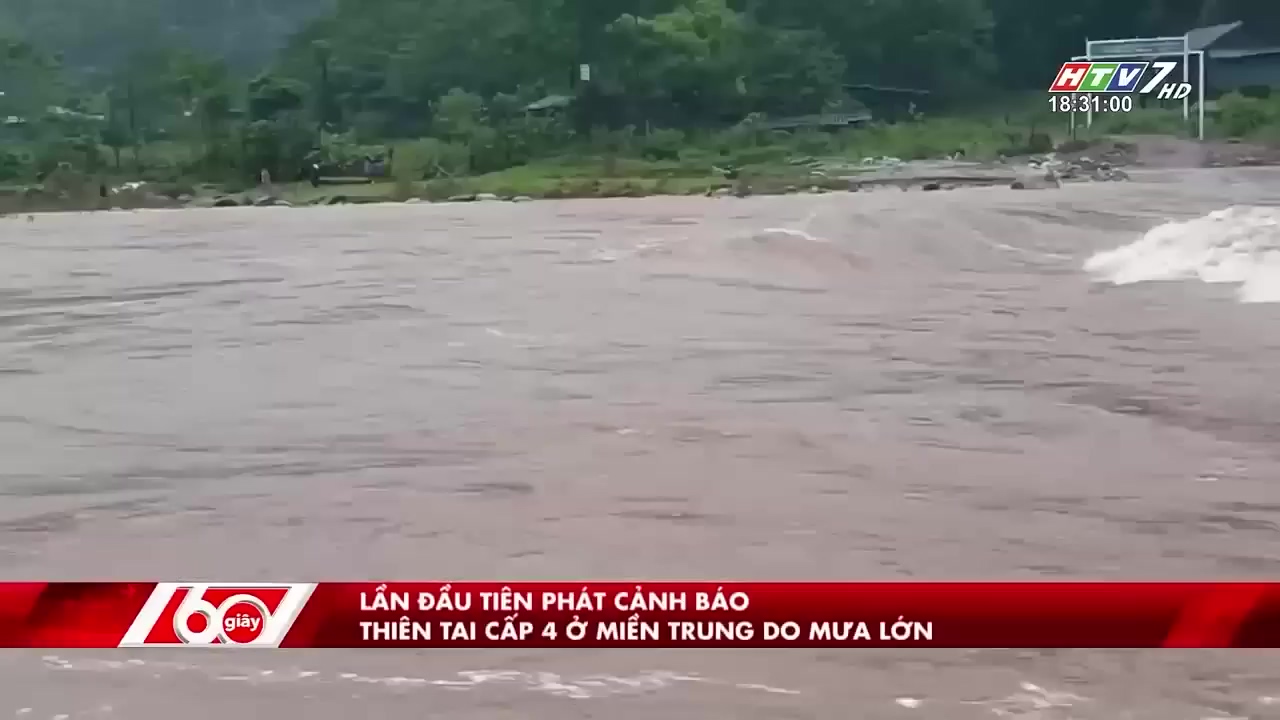 HTV7 HD
18:31:00
60 giây
LẦN ĐẦU TIÊN PHÁT CẢNH BÁO
THIÊN TAI CẤP 4 Ở MIỀN TRUNG DO MƯA LỚN